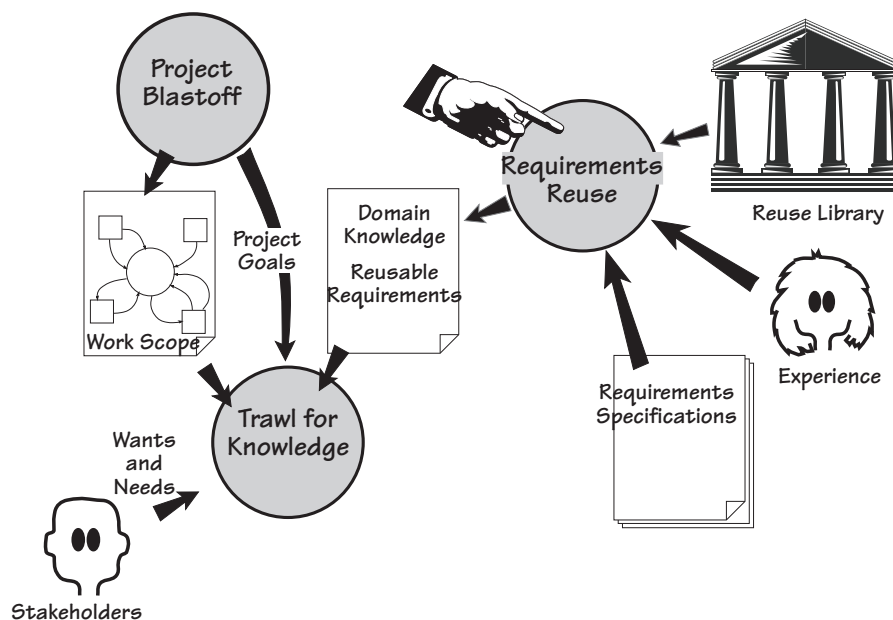 Project
Blastoff
Requirements
Reuse
Reuse Library
Domain
Knowledge
Reusable
Requirements
Project
Goals
Work Scope
Experience
Requirements
Specifications
Trawl for
Knowledge
Wants
and
Needs
Stakeholders